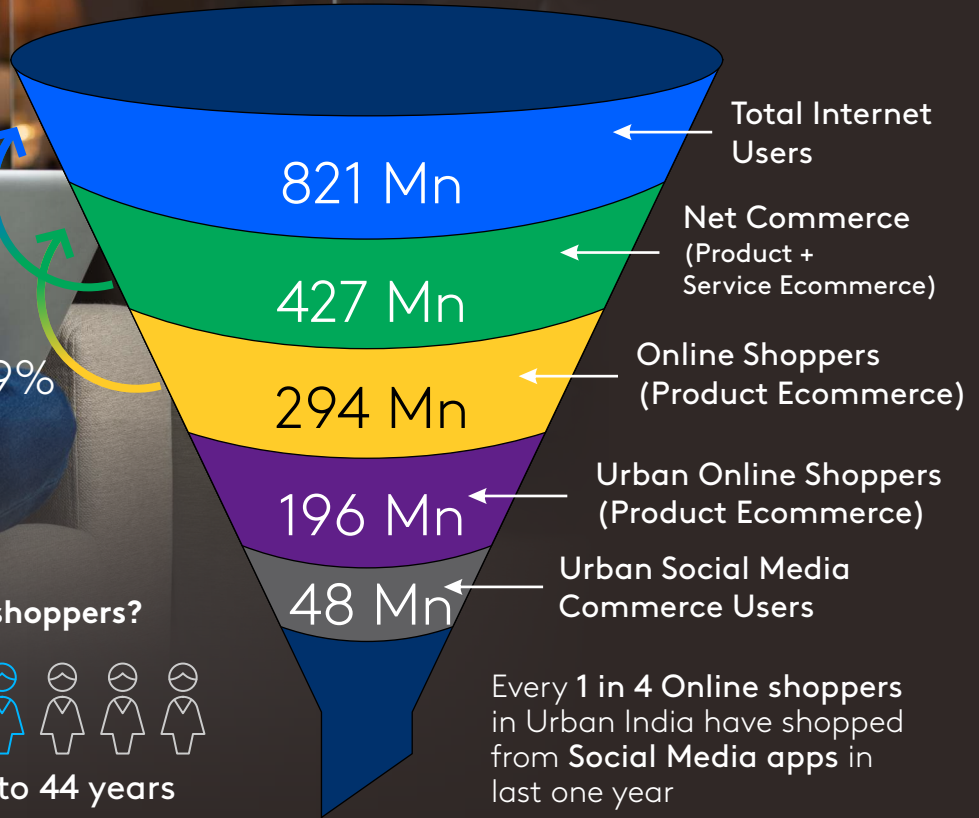 Total Internet
Users
821 Mn
Net Commerce
(Product +
Service Ecommerce)
427 Mn
Online Shoppers
(Product Ecommerce)
9%
294 Mn
Urban Online Shoppers
(Product Ecommerce)
196 Mn
Urban Social Media
Commerce Users
48 Mn
shoppers?
to 44 years
Every 1 in 4 Online shoppers
in Urban India have shopped
from Social Media apps in
last one year